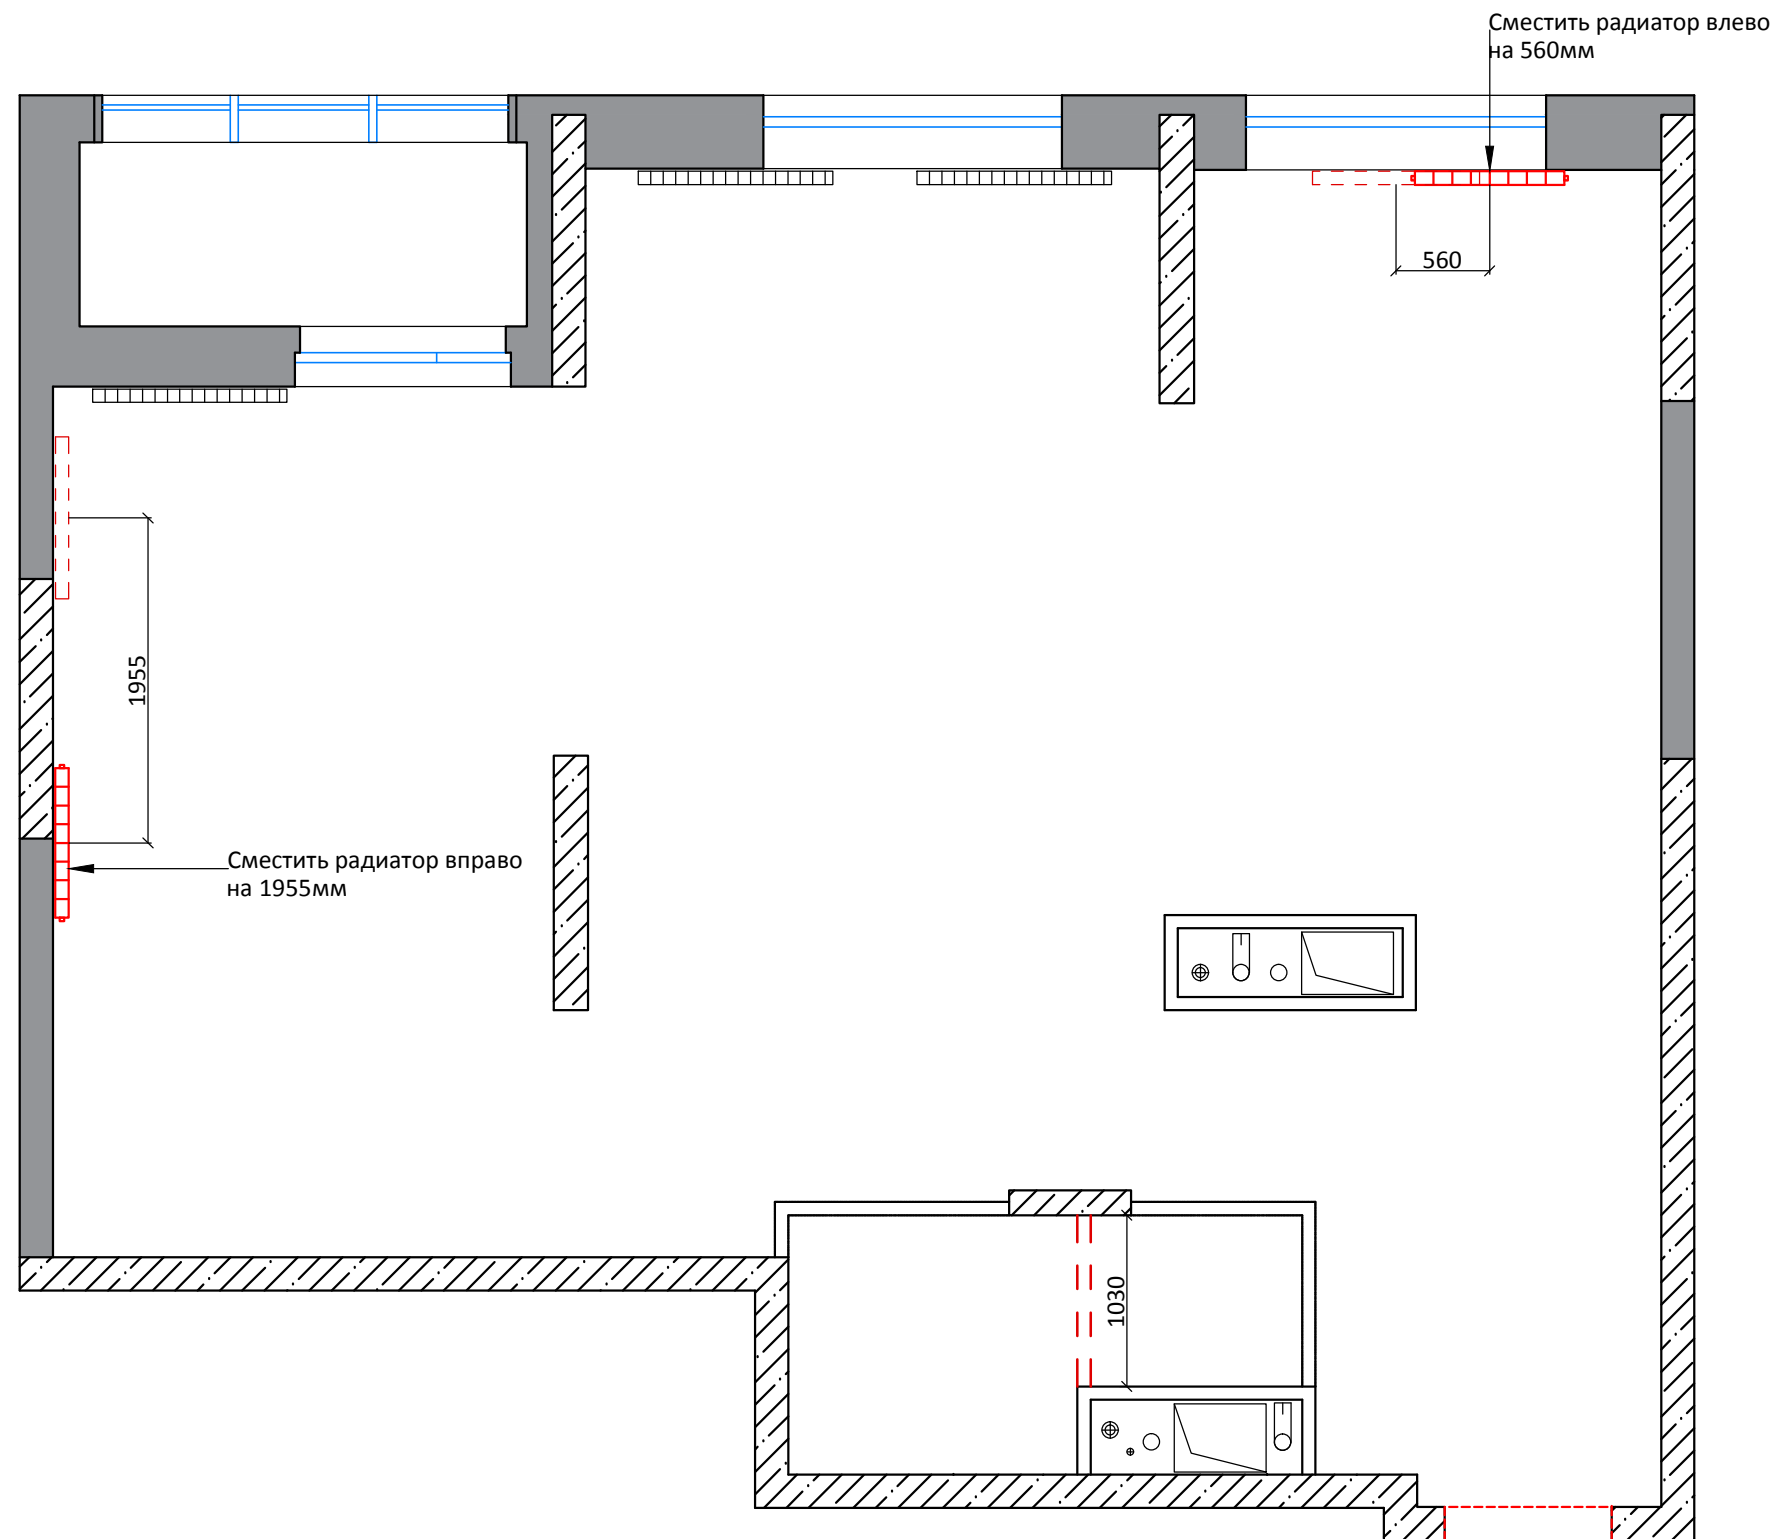 Сместить радиатор влево
на 560мм
560
1955
Сместить радиатор вправо
на 1955мм
1030